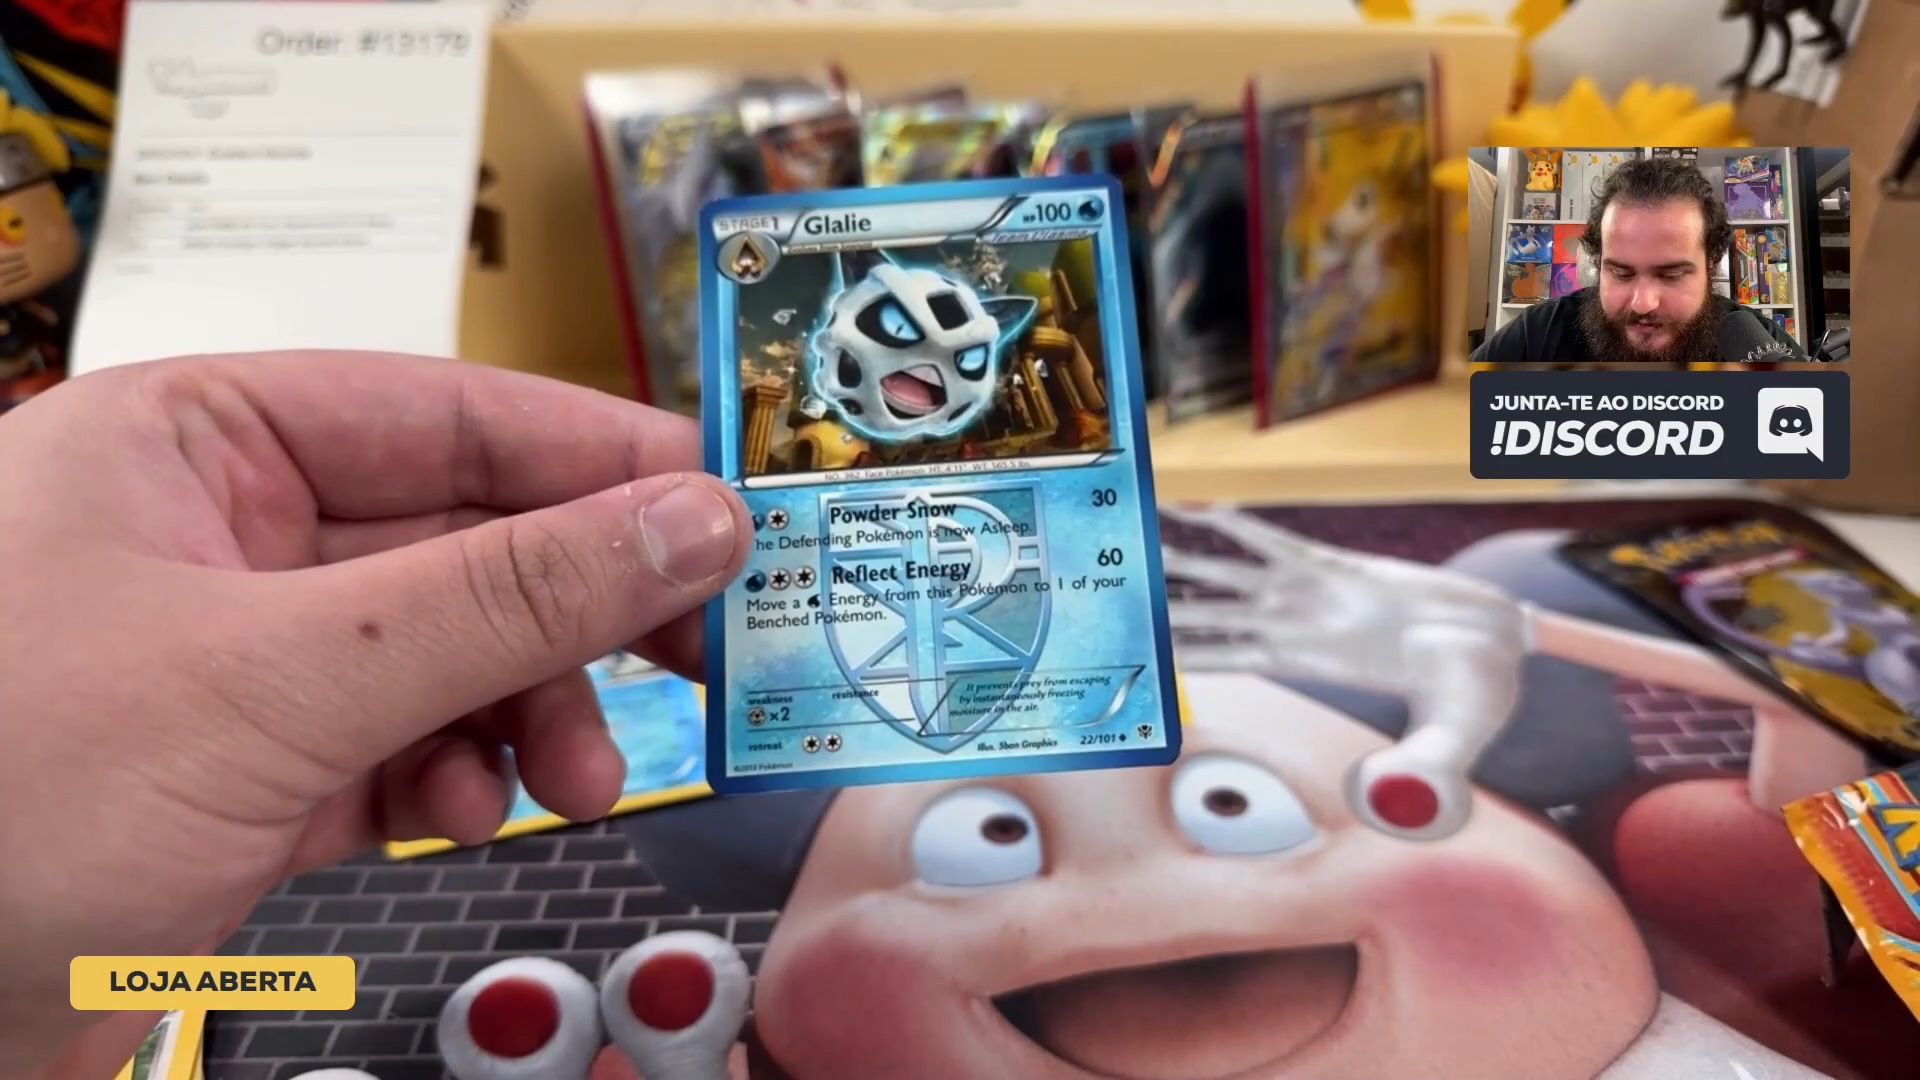 Order: #13179
STAGE1 Glalie HP100
Team Plasma
NO. 362 Face Pokémon HT: 4'11" WT: 565.5 lbs.
Powder Snow 30
he Defending Pokémon is now Asleep.
Reflect Energy 60
Move a Energy from this Pokémon to 1 of your
Benched Pokémon.
weakness resistance
×2
It prevents prey from escaping
by instantaneously freezing
moisture in the air.
retreat
Illus. 5ban Graphics 22/101
©2013 Pokémon
JUNTA-TE AO DISCORD
!DISCORD
LOJA ABERTA